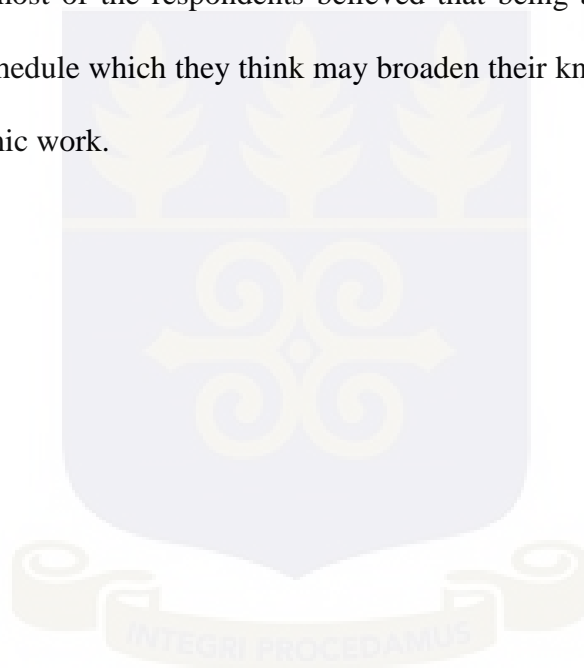 most of the respondents believed that being a
hedule which they think may broaden their kn
nic work.
INTEGRI PROCEDAMUS